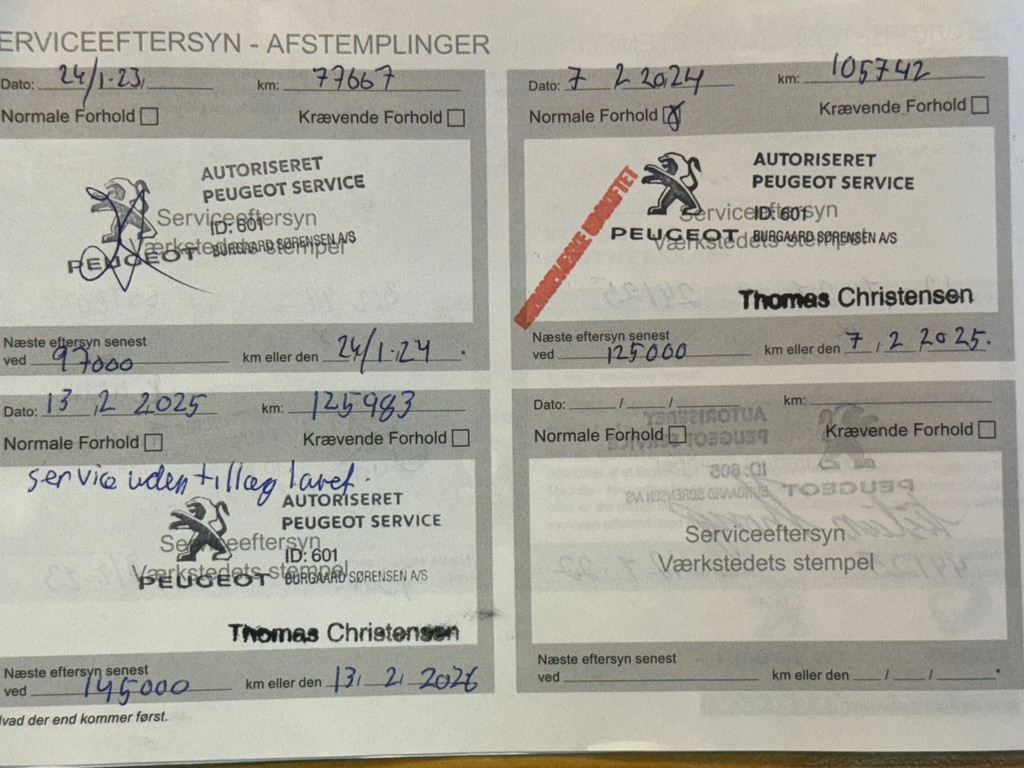 ERVICEEFTERSYN - AFSTEMPLINGER
Dato: 24/1-23, km: 77667
Normale Forhold Krævende Forhold
AUTORISERET
PEUGEOT SERVICE
Serviceeftersyn
ID: 601
Værkstedets stempel
PEUGEOT BURGAARD SØRENSEN A/S
Næste eftersyn senest
ved 97000 km eller den 24/1-24
Dato: 7 2 2024 km: 105742
Normale Forhold Krævende Forhold
AUTORISERET
PEUGEOT SERVICE
Serviceeftersyn
ID: 601
Værkstedets stempel
PEUGEOT BURGAARD SØRENSEN A/S
UDSKIFTET
Thomas Christensen
Næste eftersyn senest
ved 125000 km eller den 7 / 2 2025.
Dato: 13 / 2 2025 km: 125983
Normale Forhold Krævende Forhold
service uden tillæg lavet.
AUTORISERET
PEUGEOT SERVICE
Serviceeftersyn
ID: 601
Værkstedets stempel
PEUGEOT BURGAARD SØRENSEN A/S
Thomas Christensen
Næste eftersyn senest
ved 145000 km eller den 13, 2, 2026
Dato: / / km:
Normale Forhold Krævende Forhold
Serviceeftersyn
Værkstedets stempel
Næste eftersyn senest
ved km eller den / / *
lvad der end kommer først.